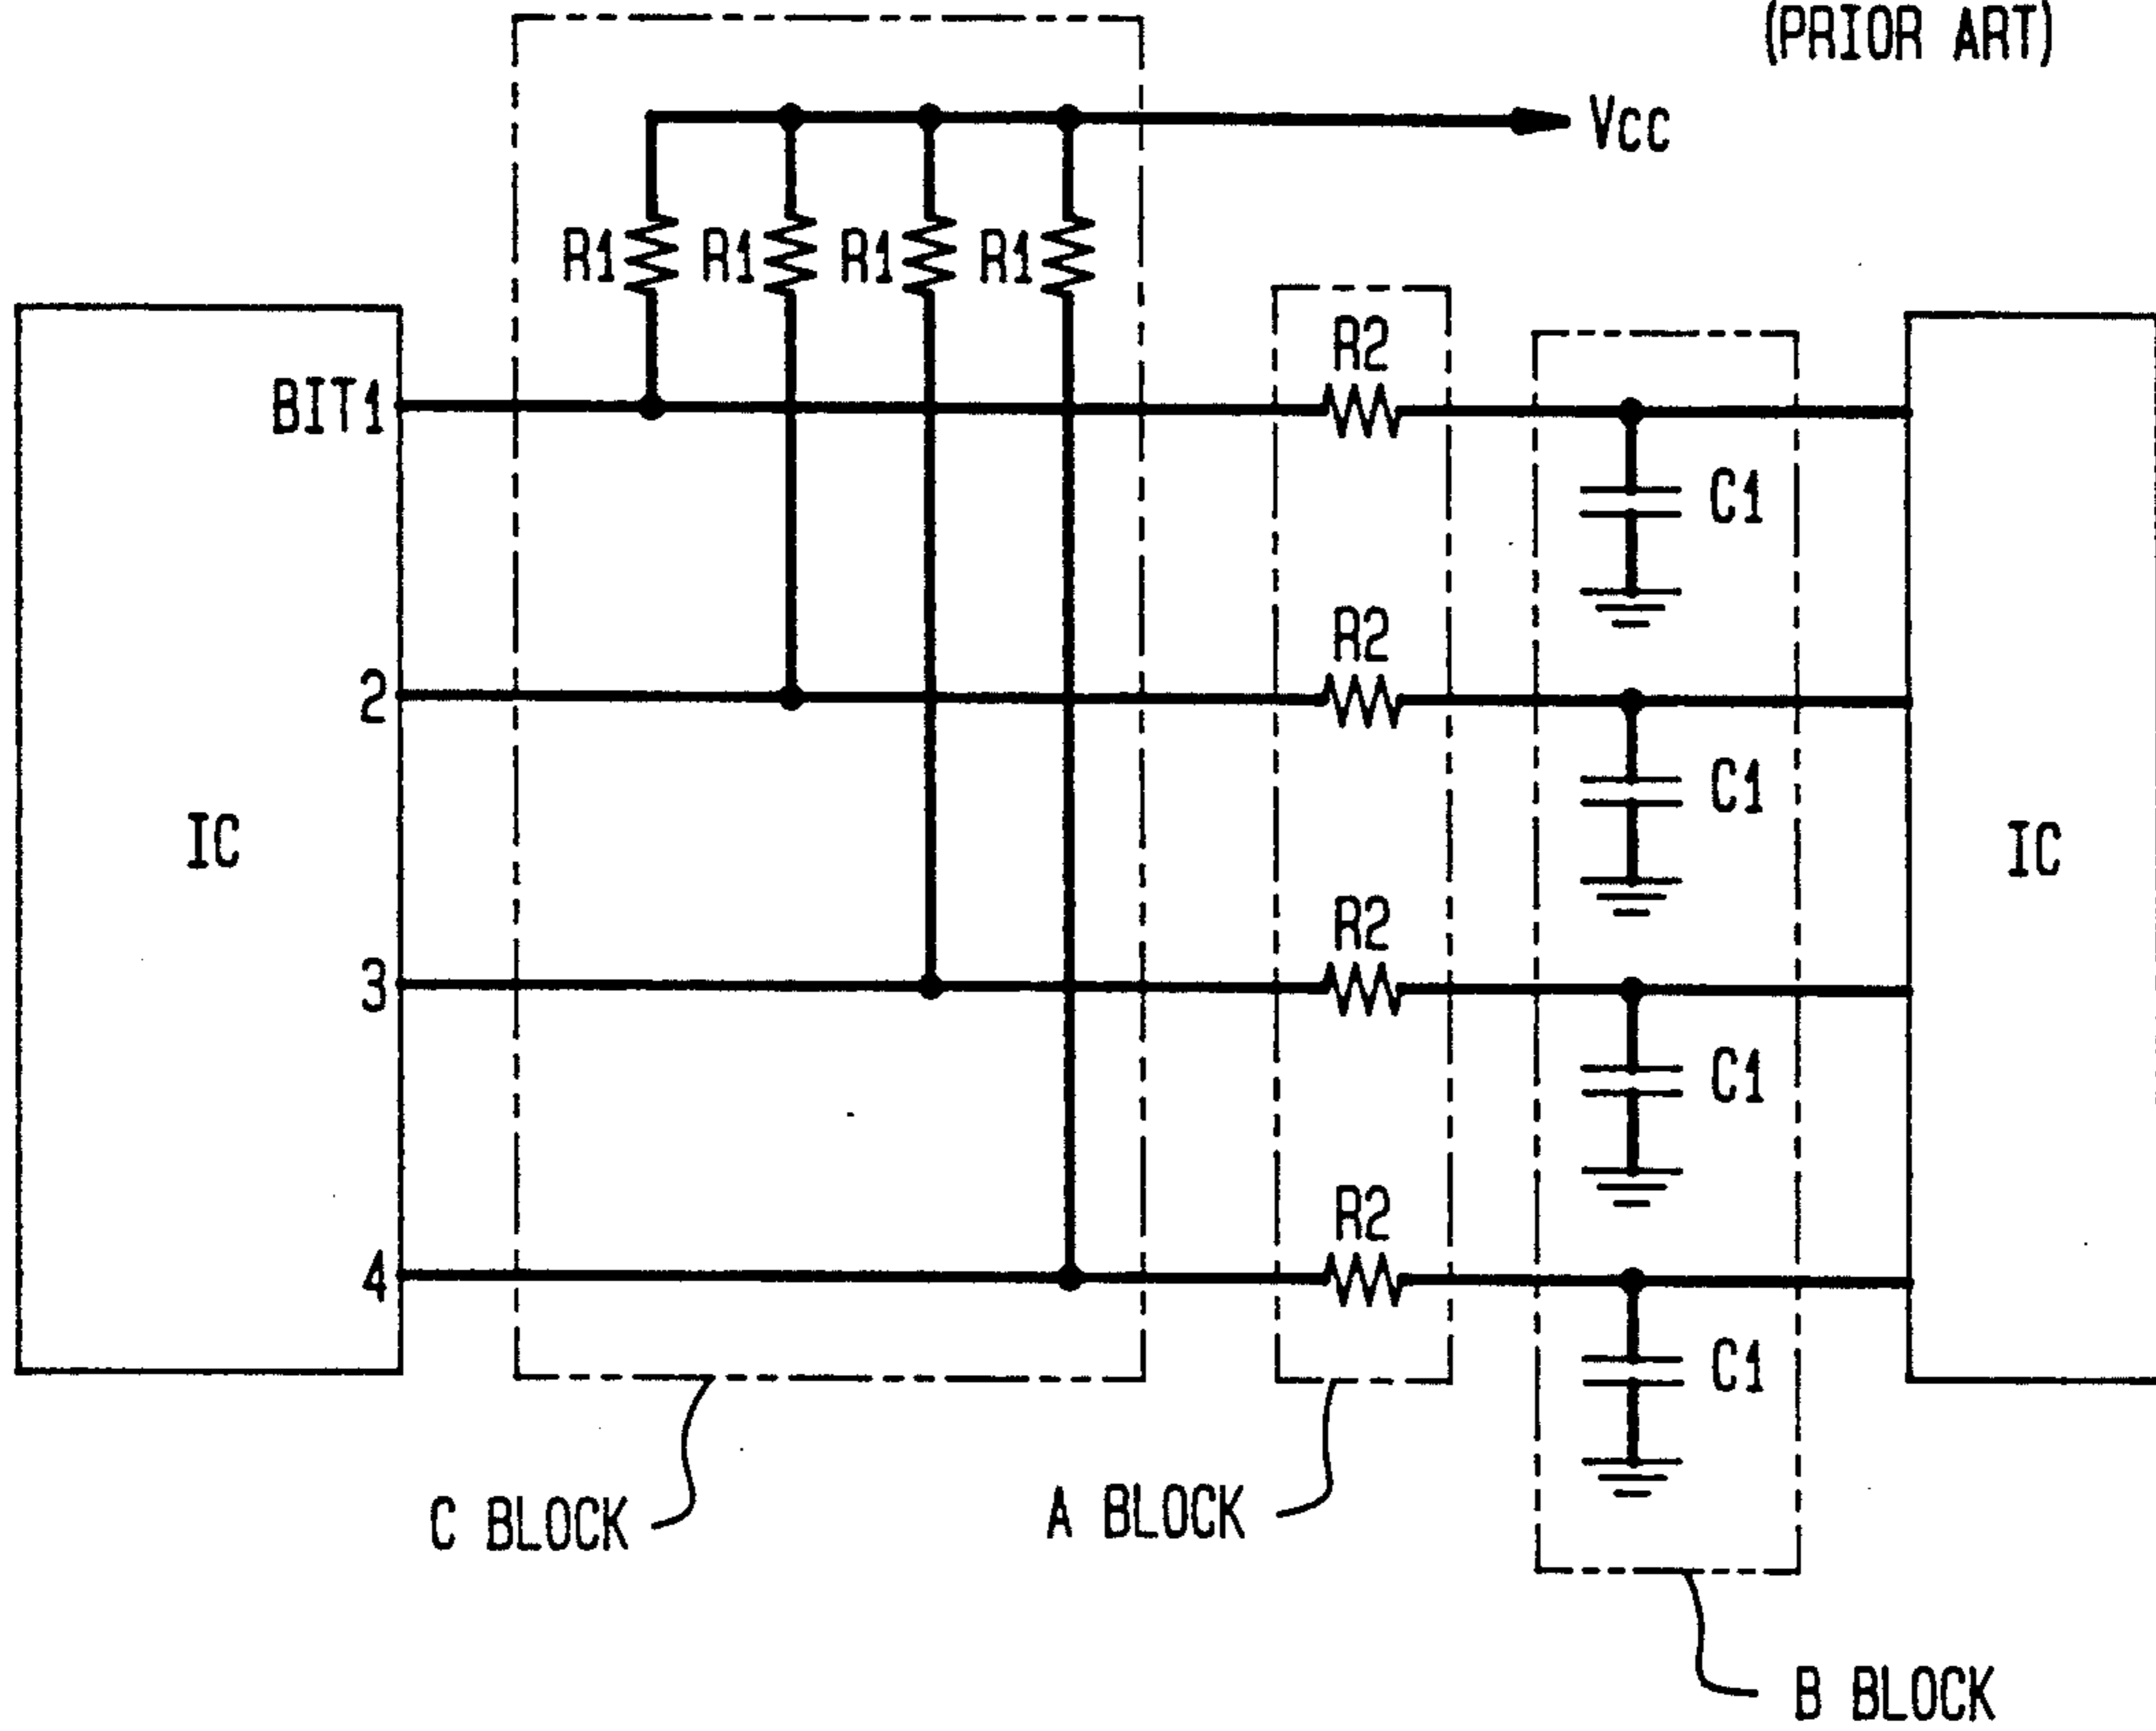 (PRIOR ART)
VCC
R1 R1 R1 R1
R2
BIT1
C1
R2
2
C1
IC
IC
R2
3
C1
R2
4
C1
C BLOCK
A BLOCK
B BLOCK